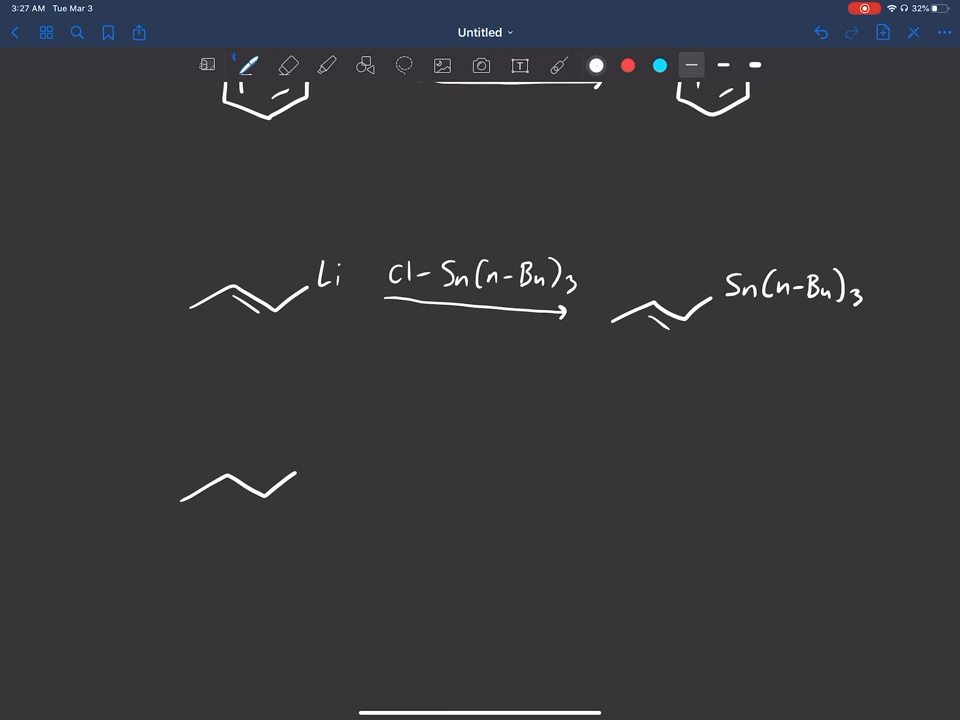 3:27 AM Tue Mar 3
32%
Untitled
T
Li
Cl-Sn(n-Bu)3
Sn(n-Bu)3